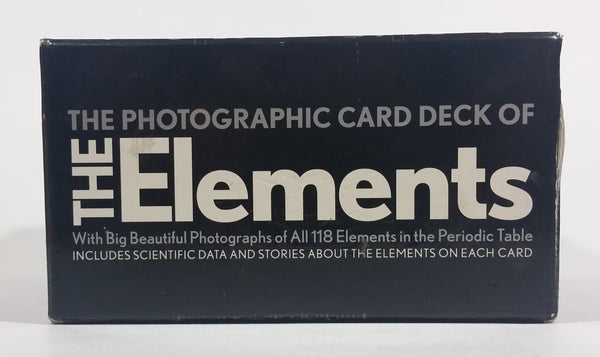 THE PHOTOGRAPHIC CARD DECK OF
THE Elements
With Big Beautiful Photographs of All 118 Elements in the Periodic Table
INCLUDES SCIENTIFIC DATA AND STORIES ABOUT THE ELEMENTS ON EACH CARD